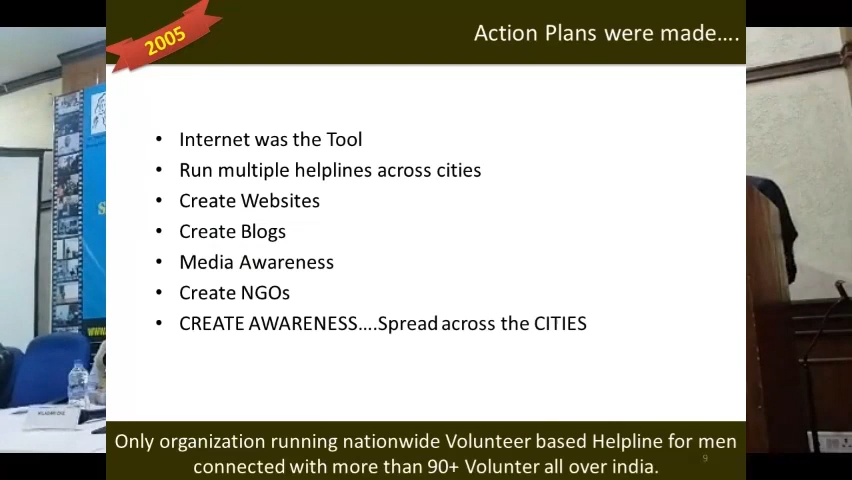 2005
Action Plans were made….
• Internet was the Tool
• Run multiple helplines across cities
• Create Websites
• Create Blogs
• Media Awareness
• Create NGOs
• CREATE AWARENESS….Spread across the CITIES
Only organization running nationwide Volunteer based Helpline for men
connected with more than 90+ Volunter all over india.
9